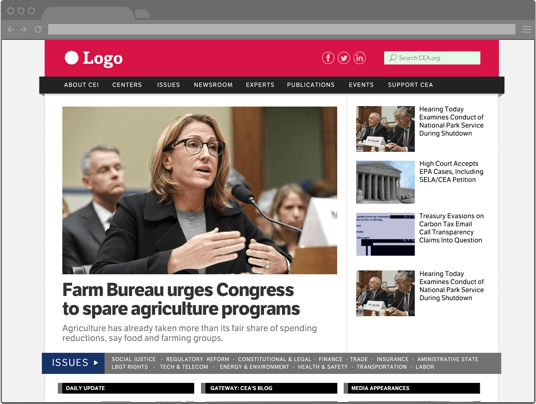 Logo
Search CEA.org
ABOUT CEI CENTERS ISSUES NEWSROOM EXPERTS PUBLICATIONS EVENTS SUPPORT CEA
Farm Bureau urges Congress
to spare agriculture programs
Agriculture has already taken more than its fair share of spending
reductions, say food and farming groups.
Hearing Today
Examines Conduct of
National Park Service
During Shutdown
High Court Accepts
EPA Cases, Including
SELA/CEA Petition
Treasury Evasions on
Carbon Tax Email
Call Transparency
Claims Into Question
Hearing Today
Examines Conduct of
National Park Service
During Shutdown
ISSUES
SOCIAL JUSTICE · REGULATORY REFORM · CONSTITUTIONAL & LEGAL · FINANCE · TRADE · INSURANCE · AMINISTRATIVE STATE
LBGT RIGHTS · TECH & TELECOM · ENERGY & ENVIRONMENT · HEALTH & SAFETY · TRANSPORTATION · LABOR
DAILY UPDATE
GATEWAY: CEA'S BLOG
MEDIA APPEARANCES